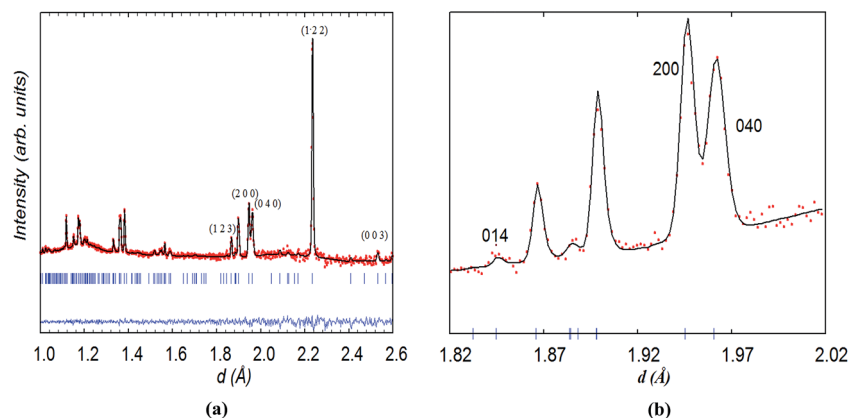 (1 2 2)
(2 0 0)
(0 4 0)
(1 2 3)
(0 0 3)
Intensity (arb. units)
1.0 1.2 1.4 1.6 1.8 2.0 2.2 2.4 2.6
d (Å)
(a)
200
040
014
1.82 1.87 1.92 1.97 2.02
d (Å)
(b)